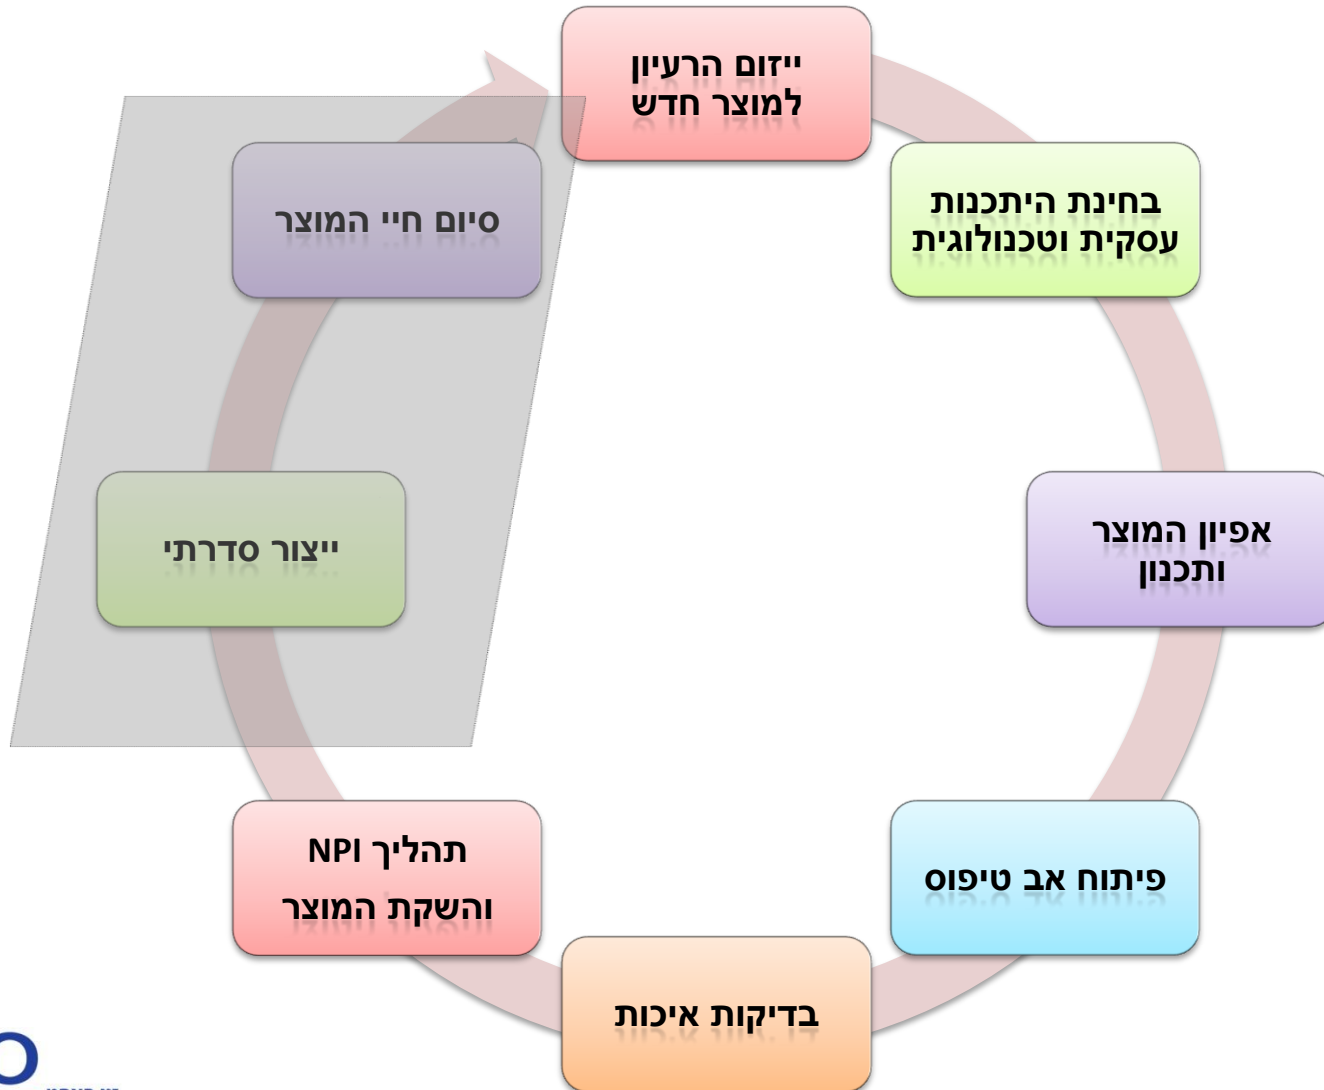 ייזום הרעיון
למוצר חדש
בחינת היתכנות
עסקית וטכנולוגית
אפיון המוצר
ותכנון
פיתוח אב טיפוס
בדיקות איכות
תהליך NPI
והשקת המוצר
ייצור סדרתי
סיום חיי המוצר